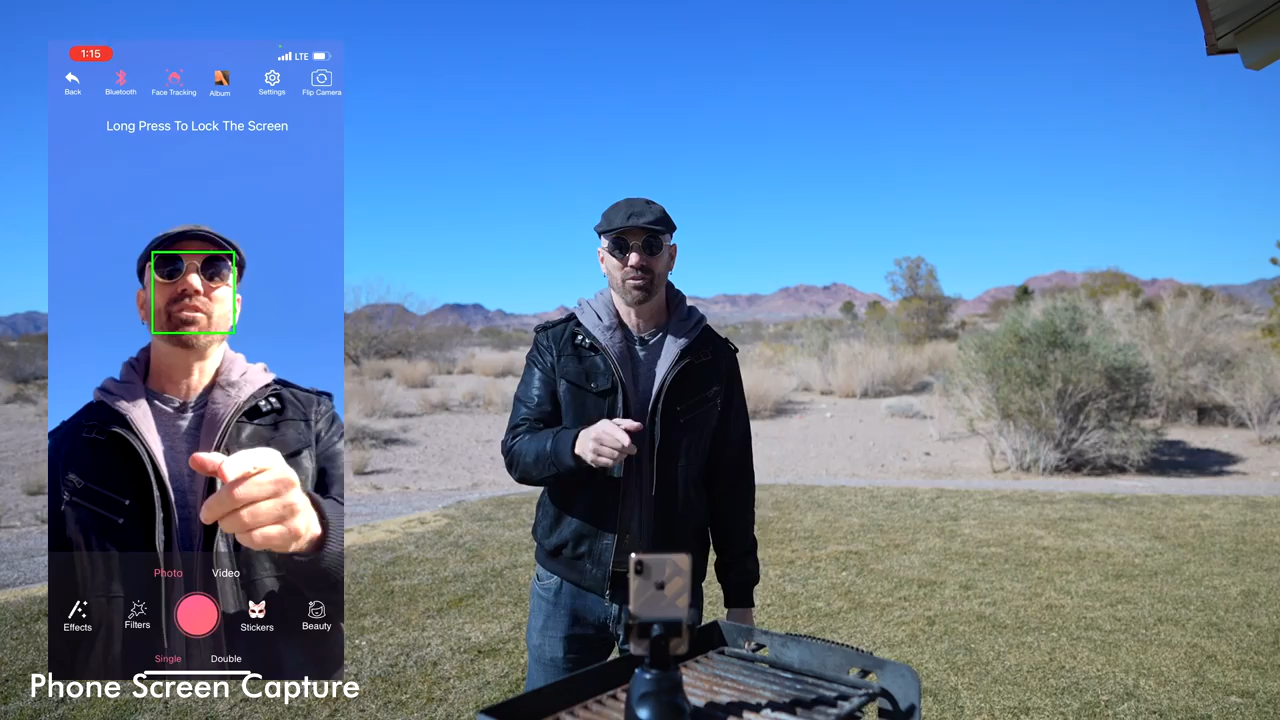 1:15
LTE
Back
Bluetooth
Face Tracking
Album
Settings
Flip Camera
Long Press To Lock The Screen
Photo
Video
Effects
Filters
Stickers
Beauty
Single
Double
Phone Screen Capture